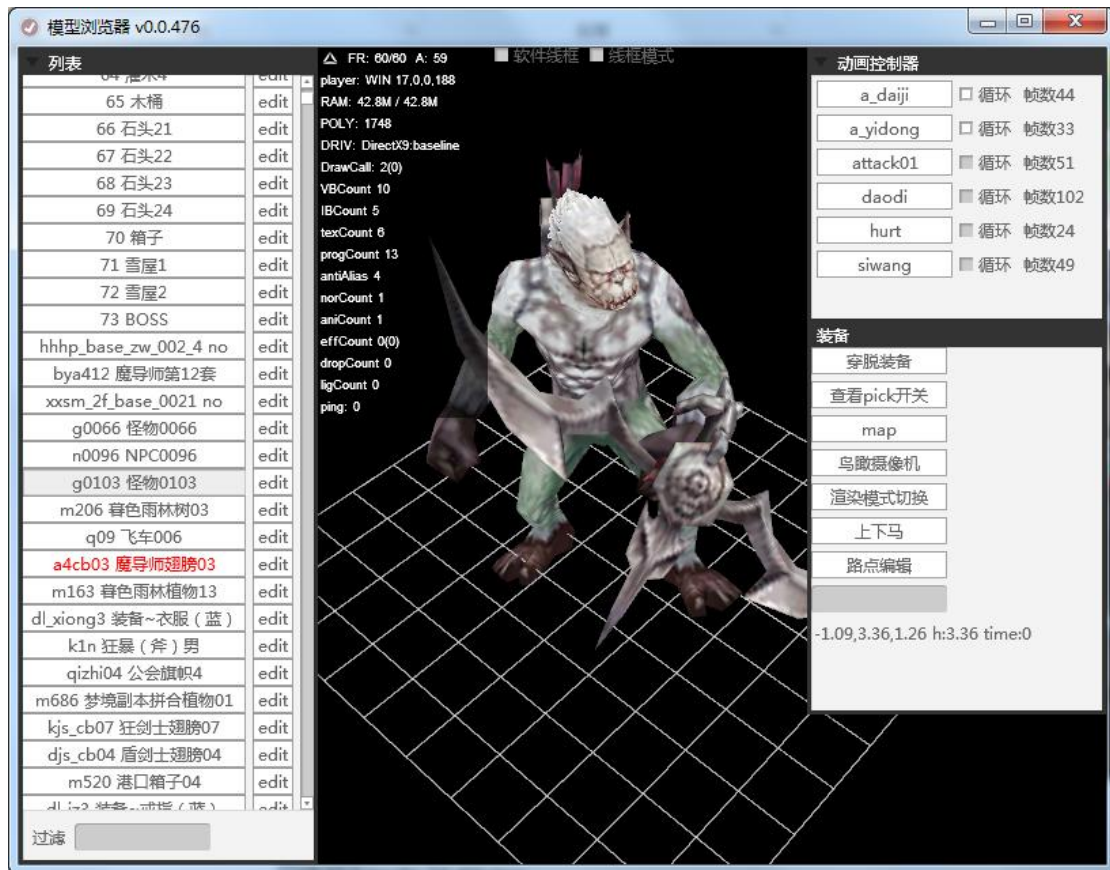 模型浏览器 v0.0.476
列表
64 灌木4 edit
65 木桶 edit
66 石头21 edit
67 石头22 edit
68 石头23 edit
69 石头24 edit
70 箱子 edit
71 雪屋1 edit
72 雪屋2 edit
73 BOSS edit
hhhp_base_zw_002_4 no edit
bya412 魔导师第12套 edit
xxsm_2f_base_0021 no edit
g0066 怪物0066 edit
n0096 NPC0096 edit
g0103 怪物0103 edit
m206 暮色雨林树03 edit
q09 飞车006 edit
a4cb03 魔导师翅膀03 edit
m163 暮色雨林植物13 edit
dl_xiong3 装备~衣服（蓝） edit
k1n 狂暴（斧）男 edit
qizhi04 公会旗帜4 edit
m686 梦境副本拼合植物01 edit
kjs_cb07 狂剑士翅膀07 edit
djs_cb04 盾剑士翅膀04 edit
m520 港口箱子04 edit
dl_jz3 装备~戒指（蓝） edit
过滤
FR: 60/60 A: 59
player: WIN 17,0,0,188
RAM: 42.8M / 42.8M
POLY: 1748
DRIV: DirectX9:baseline
DrawCall: 2(0)
VBCount 10
IBCount 5
texCount 6
progCount 13
antiAlias 4
norCount 1
aniCount 1
effCount 0(0)
dropCount 0
ligCount 0
ping: 0
软件线框 线框模式
动画控制器
a_daiji 循环 帧数44
a_yidong 循环 帧数33
attack01 循环 帧数51
daodi 循环 帧数102
hurt 循环 帧数24
siwang 循环 帧数49
装备
穿脱装备
查看pick开关
map
鸟瞰摄像机
渲染模式切换
上下马
路点编辑
-1.09,3.36,1.26 h:3.36 time:0